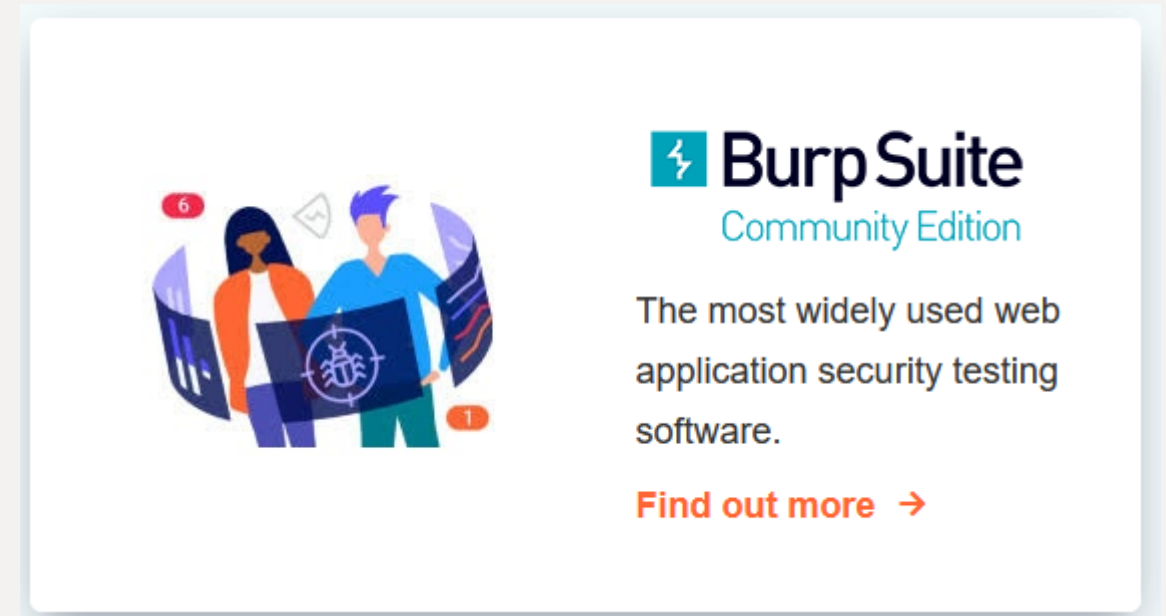 6
Burp Suite
Community Edition
The most widely used web
application security testing
software.
1
Find out more →